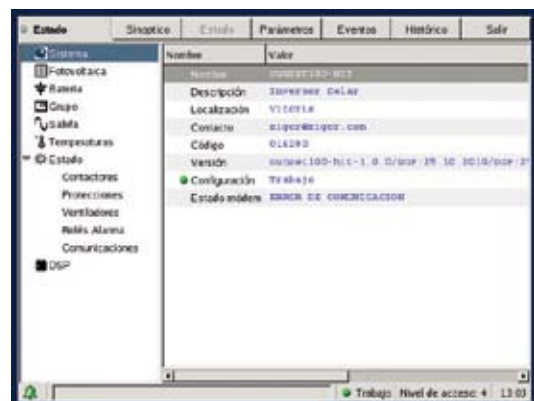 Estado Sinoptico Estado Parámetros Eventos Histórico Salir
Nombre Valor
Sistema
Fotovoltaica
Batería
Grupo
Salida
Temperaturas
Estado
Contactores
Protecciones
Ventiladores
Relés Alarma
Comunicaciones
DSP
Nombre
Descripción Inversor Solar
Localización Vitoria
Contacto
Código
Versión
Configuración Trabajo
Estado módem ERROR DE COMUNICACION
Trabajo Nivel de acceso: 4 13:03